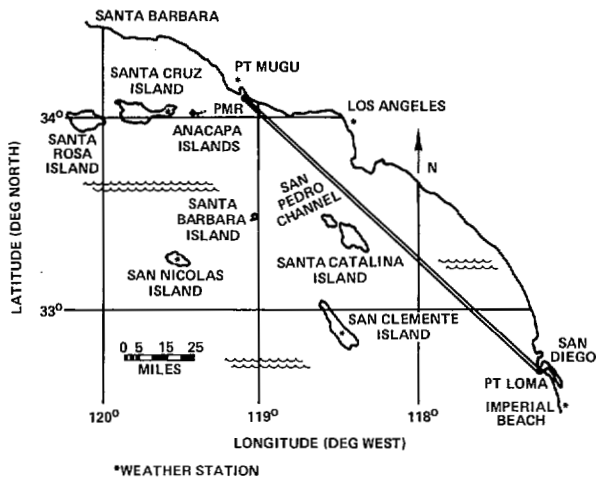 SANTA BARBARA
PT MUGU
SANTA CRUZ
ISLAND
PMR
LOS ANGELES
34°
ANACAPA
ISLANDS
SANTA
ROSA
ISLAND
N
SAN
PEDRO
CHANNEL
SANTA
BARBARA
ISLAND
SANTA CATALINA
ISLAND
SAN NICOLAS
ISLAND
LATITUDE (DEG NORTH)
33°
SAN CLEMENTE
ISLAND
0 5 15 25
MILES
SAN
DIEGO
PT LOMA
IMPERIAL
BEACH
120° 119° 118°
LONGITUDE (DEG WEST)
*WEATHER STATION